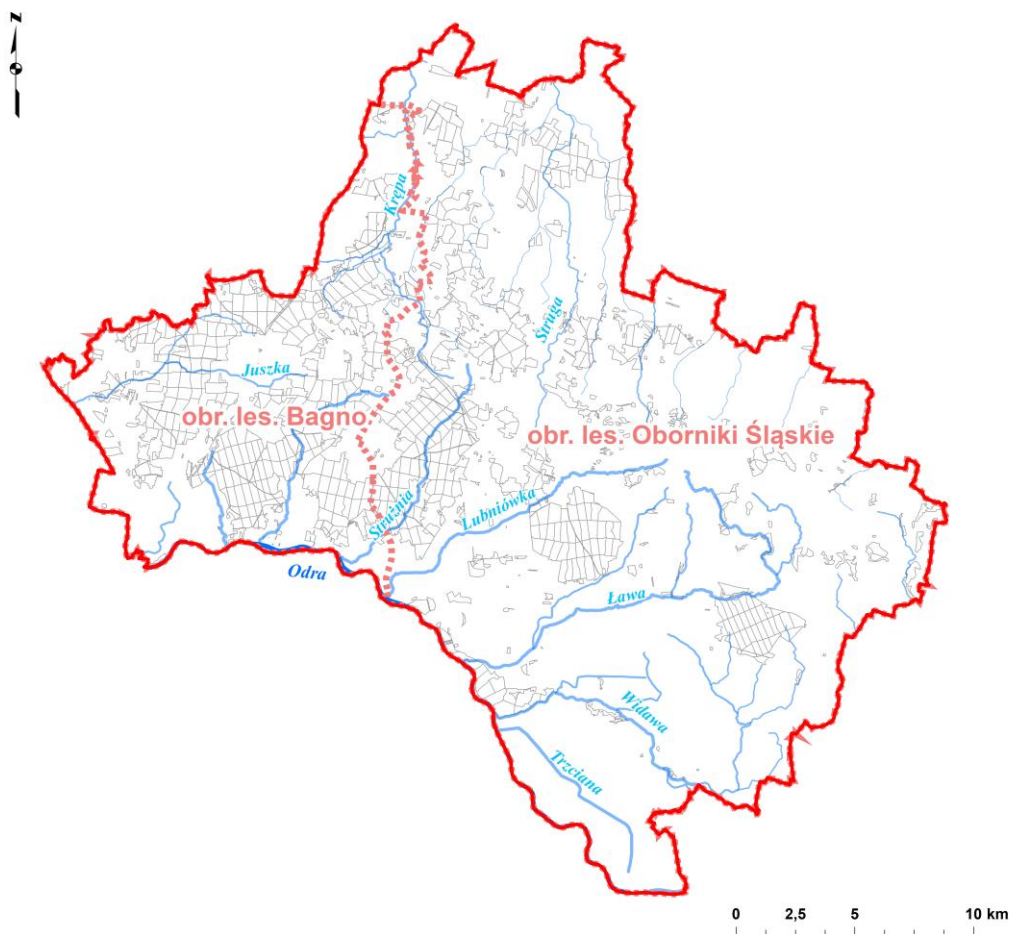 N
Krępa
Struga
Juszka
obr. les. Bagno
obr. les. Oborniki Śląskie
Strużnia
Lubniówka
Odra
Ława
Widawa
Trzciana
0 2,5 5 10 km